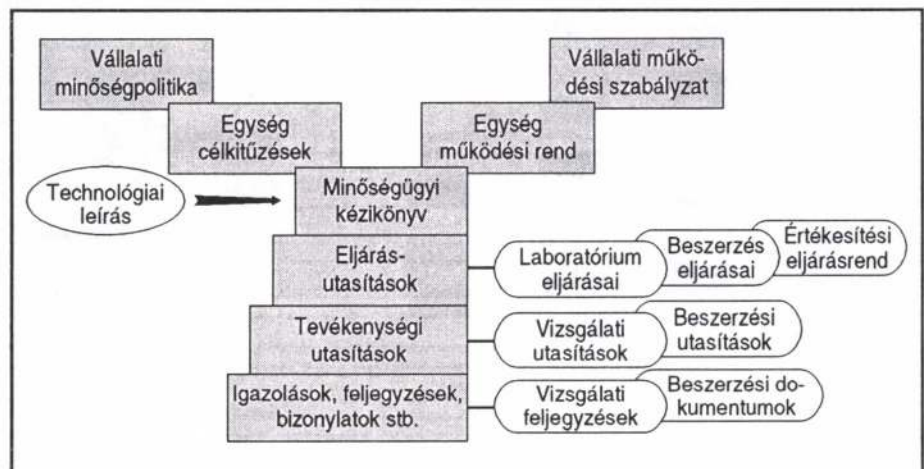 Vállalati
minőségpolitika
Vállalati műkö-
dési szabályzat
Egység
célkitűzések
Egység
működési rend
Technológiai
leírás
Minőségügyi
kézikönyv
Eljárás-
utasítások
Laboratórium
eljárásai
Beszerzés
eljárásai
Értékesítési
eljárásrend
Tevékenységi
utasítások
Vizsgálati
utasítások
Beszerzési
utasítások
Igazolások, feljegyzések,
bizonylatok stb.
Vizsgálati
feljegyzések
Beszerzési do-
kumentumok